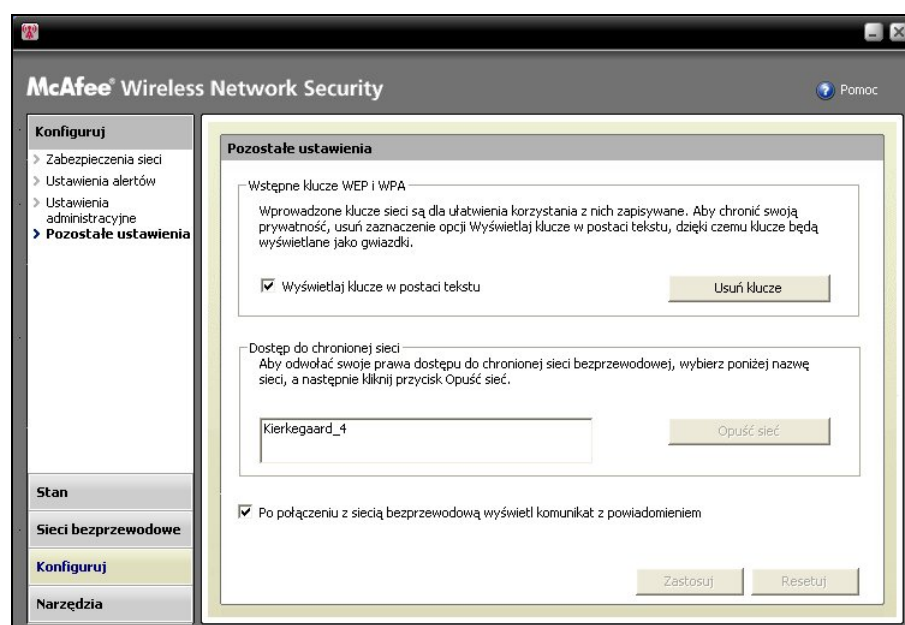 McAfee® Wireless Network Security
Pomoc
Konfiguruj
Zabezpieczenia sieci
Ustawienia alertów
Ustawienia
administracyjne
Pozostałe ustawienia
Stan
Sieci bezprzewodowe
Konfiguruj
Narzędzia
Pozostałe ustawienia
Wstępne klucze WEP i WPA
Wprowadzone klucze sieci są dla ułatwienia korzystania z nich zapisywane. Aby chronić swoją
prywatność, usuń zaznaczenie opcji Wyświetlaj klucze w postaci tekstu, dzięki czemu klucze będą
wyświetlane jako gwiazdki.
Wyświetlaj klucze w postaci tekstu
Usuń klucze
Dostęp do chronionej sieci
Aby odwołać swoje prawa dostępu do chronionej sieci bezprzewodowej, wybierz poniżej nazwę
sieci, a następnie kliknij przycisk Opuść sieć.
Kierkegaard_4
Opuść sieć
Po połączeniu z siecią bezprzewodową wyświetl komunikat z powiadomieniem
Zastosuj
Resetuj